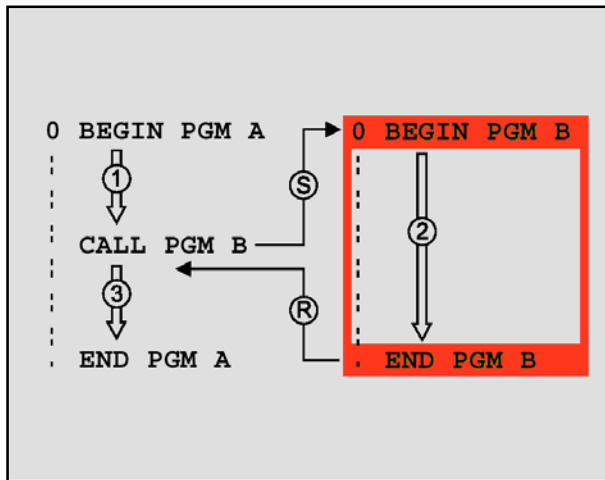 0 BEGIN PGM A
1
CALL PGM B
3
END PGM A
S
R
0 BEGIN PGM B
2
END PGM B